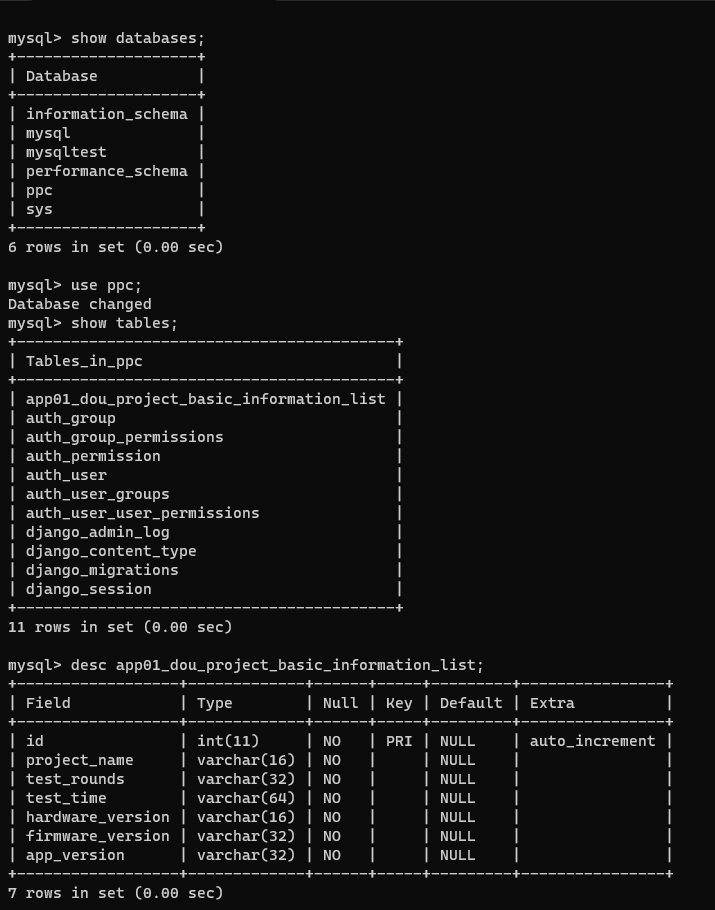 mysql> show databases;
+--------------------+
| Database           |
+--------------------+
| information_schema |
| mysql              |
| mysqltest          |
| performance_schema |
| ppc                |
| sys                |
+--------------------+
6 rows in set (0.00 sec)

mysql> use ppc;
Database changed
mysql> show tables;
+------------------------------------------+
| Tables_in_ppc                            |
+------------------------------------------+
| app01_dou_project_basic_information_list |
| auth_group                               |
| auth_group_permissions                   |
| auth_permission                          |
| auth_user                                |
| auth_user_groups                         |
| auth_user_user_permissions               |
| django_admin_log                         |
| django_content_type                      |
| django_migrations                        |
| django_session                           |
+------------------------------------------+
11 rows in set (0.00 sec)

mysql> desc app01_dou_project_basic_information_list;
+------------------+-------------+------+-----+---------+----------------+
| Field            | Type        | Null | Key | Default | Extra          |
+------------------+-------------+------+-----+---------+----------------+
| id               | int(11)     | NO   | PRI | NULL    | auto_increment |
| project_name     | varchar(16) | NO   |     | NULL    |                |
| test_rounds      | varchar(32) | NO   |     | NULL    |                |
| test_time        | varchar(64) | NO   |     | NULL    |                |
| hardware_version | varchar(16) | NO   |     | NULL    |                |
| firmware_version | varchar(32) | NO   |     | NULL    |                |
| app_version      | varchar(32) | NO   |     | NULL    |                |
+------------------+-------------+------+-----+---------+----------------+
7 rows in set (0.00 sec)